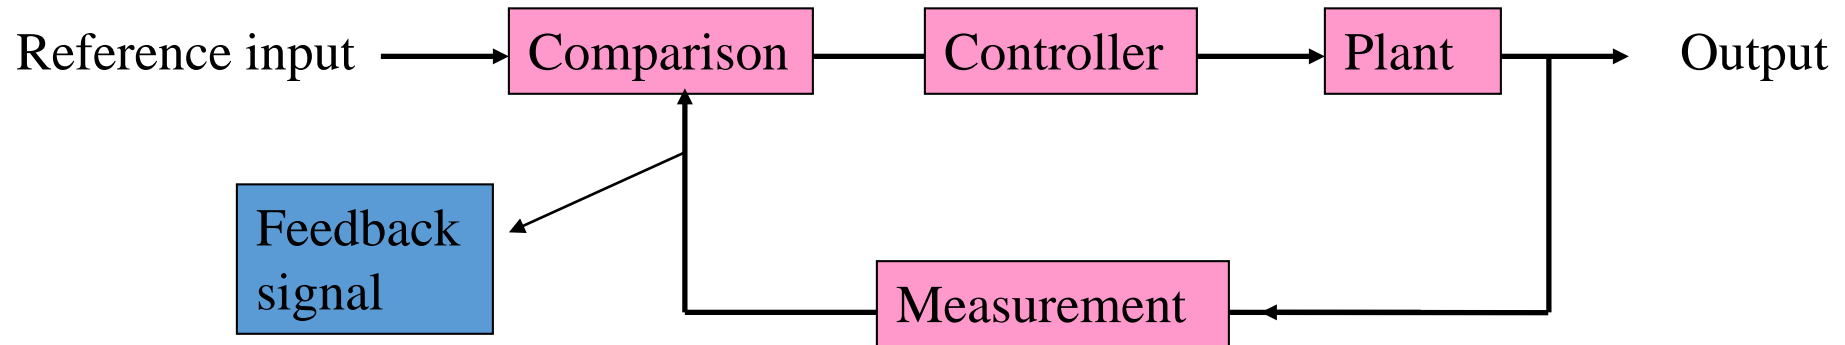 Reference input
Comparison
Controller
Plant
Output
Feedback
signal
Measurement